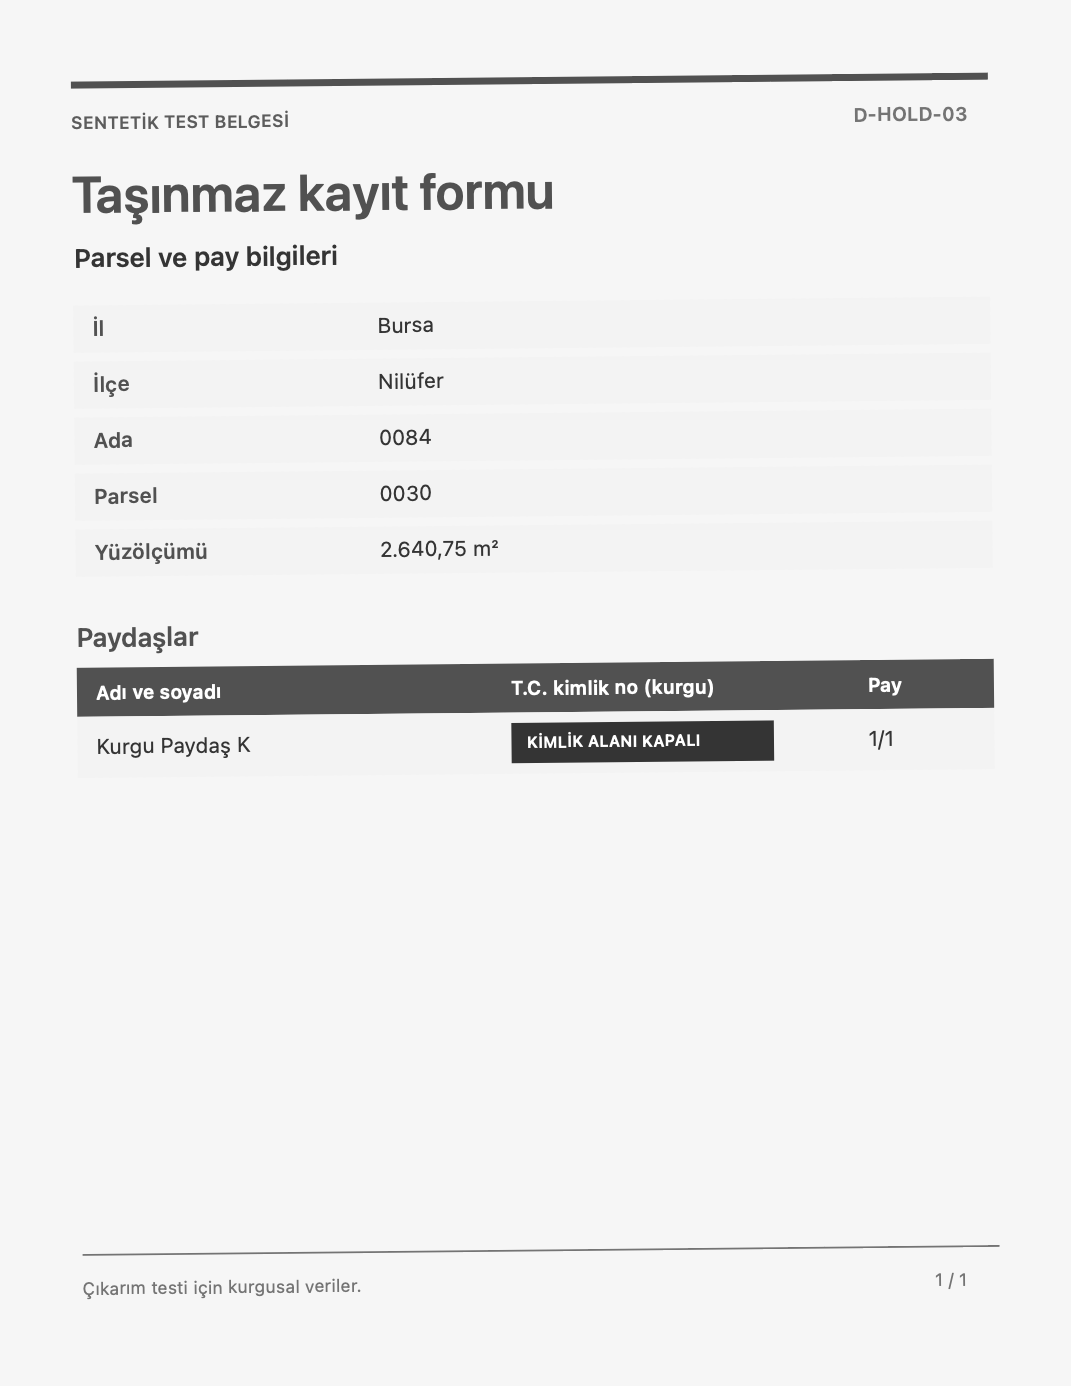 SENTETİK TEST BELGESİ D-HOLD-03
Taşınmaz kayıt formu
Parsel ve pay bilgileri
İl Bursa
İlçe Nilüfer
Ada 0084
Parsel 0030
Yüzölçümü 2.640,75 m²
Paydaşlar
Adı ve soyadı T.C. kimlik no (kurgu) Pay
Kurgu Paydaş K KİMLİK ALANI KAPALI 1/1
Çıkarım testi için kurgusal veriler. 1 / 1